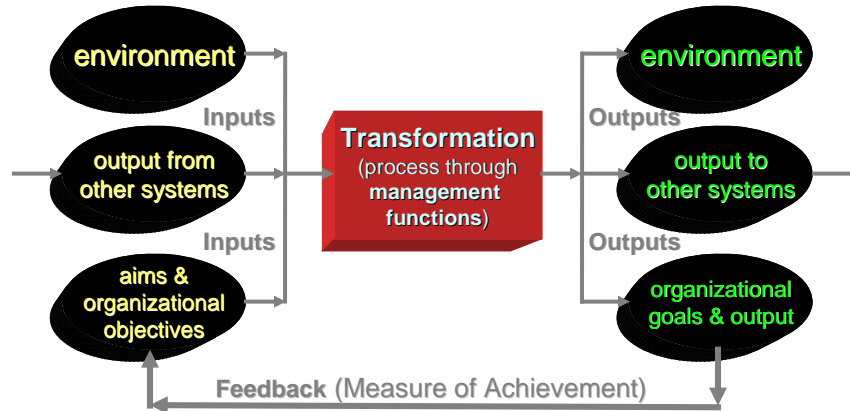 environment
Inputs
output from
other systems
Inputs
aims &
organizational
objectives
Transformation
(process through
management
functions)
environment
Outputs
output to
other systems
Outputs
organizational
goals & output
Feedback (Measure of Achievement)